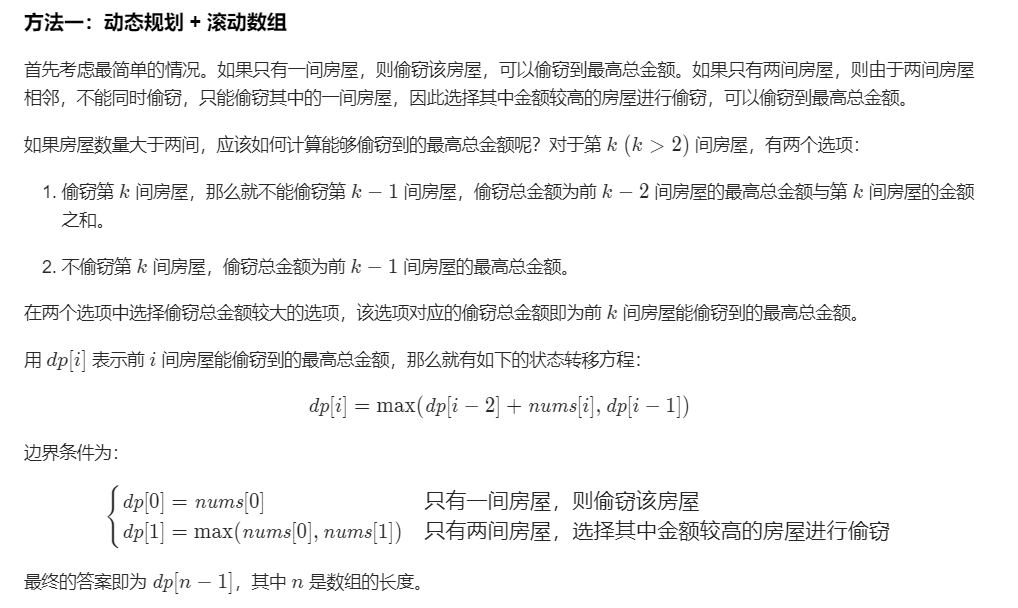 方法一：动态规划 + 滚动数组
首先考虑最简单的情况。如果只有一间房屋，则偷窃该房屋，可以偷窃到最高总金额。如果只有两间房屋，则由于两间房屋
相邻，不能同时偷窃，只能偷窃其中的一间房屋，因此选择其中金额较高的房屋进行偷窃，可以偷窃到最高总金额。
如果房屋数量大于两间，应该如何计算能够偷窃到的最高总金额呢？对于第 k (k > 2) 间房屋，有两个选项：
1. 偷窃第 k 间房屋，那么就不能偷窃第 k − 1 间房屋，偷窃总金额为前 k − 2 间房屋的最高总金额与第 k 间房屋的金额
之和。
2. 不偷窃第 k 间房屋，偷窃总金额为前 k − 1 间房屋的最高总金额。
在两个选项中选择偷窃总金额较大的选项，该选项对应的偷窃总金额即为前 k 间房屋能偷窃到的最高总金额。
用 dp[i] 表示前 i 间房屋能偷窃到的最高总金额，那么就有如下的状态转移方程：
dp[i] = max(dp[i − 2] + nums[i], dp[i − 1])
边界条件为：
dp[0] = nums[0] 只有一间房屋，则偷窃该房屋
dp[1] = max(nums[0], nums[1]) 只有两间房屋，选择其中金额较高的房屋进行偷窃
最终的答案即为 dp[n − 1]，其中 n 是数组的长度。